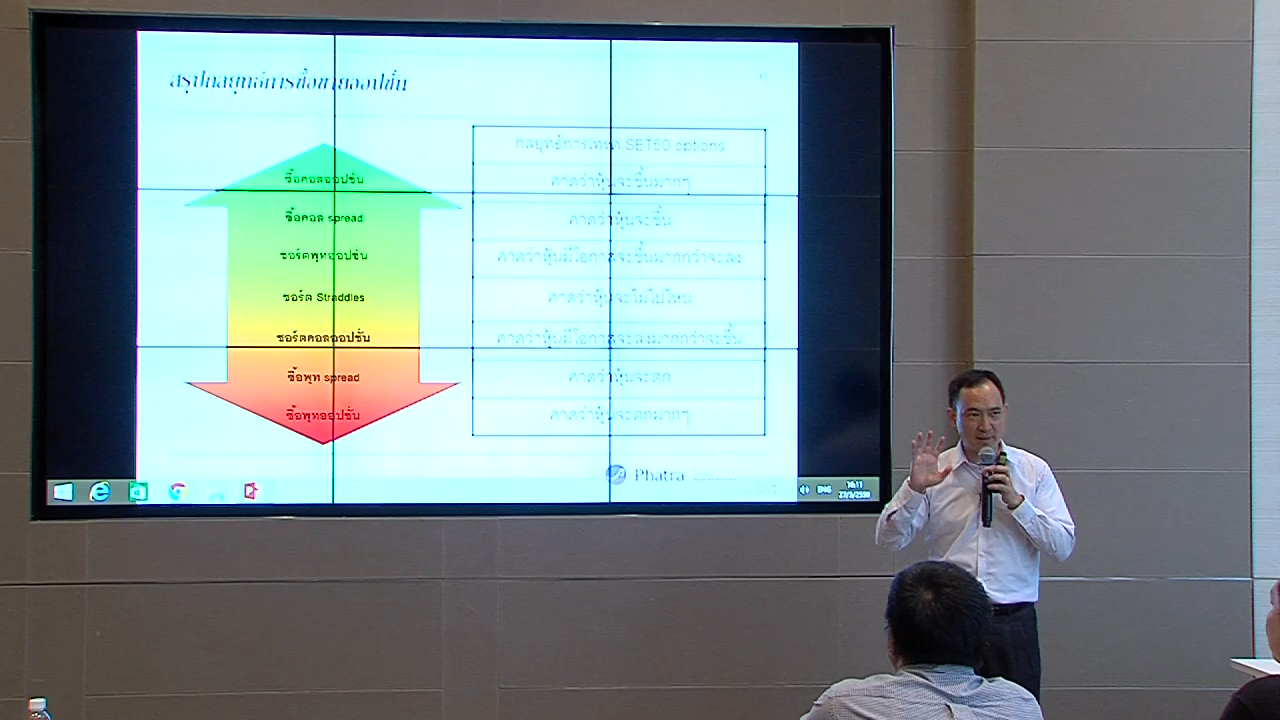 สรุปกลยุทธ์การซื้อขายออปชั่น
ซื้อคอลออปชั่น
ซื้อคอล spread
ชอร์ตพุทออปชั่น
ชอร์ต Straddles
ชอร์ตคอลออปชั่น
ซื้อพุท spread
ซื้อพุทออปชั่น
กลยุทธ์การเทรด SET50 options
คาดว่าหุ้นจะขึ้นมากๆ
คาดว่าหุ้นจะขึ้น
คาดว่าหุ้นมีโอกาสจะขึ้นมากกว่าจะลง
คาดว่าหุ้นจะไม่ไปไหน
คาดว่าหุ้นมีโอกาสจะลงมากกว่าจะขึ้น
คาดว่าหุ้นจะตก
คาดว่าหุ้นจะตกมากๆ
Phatra
ENG
16:11